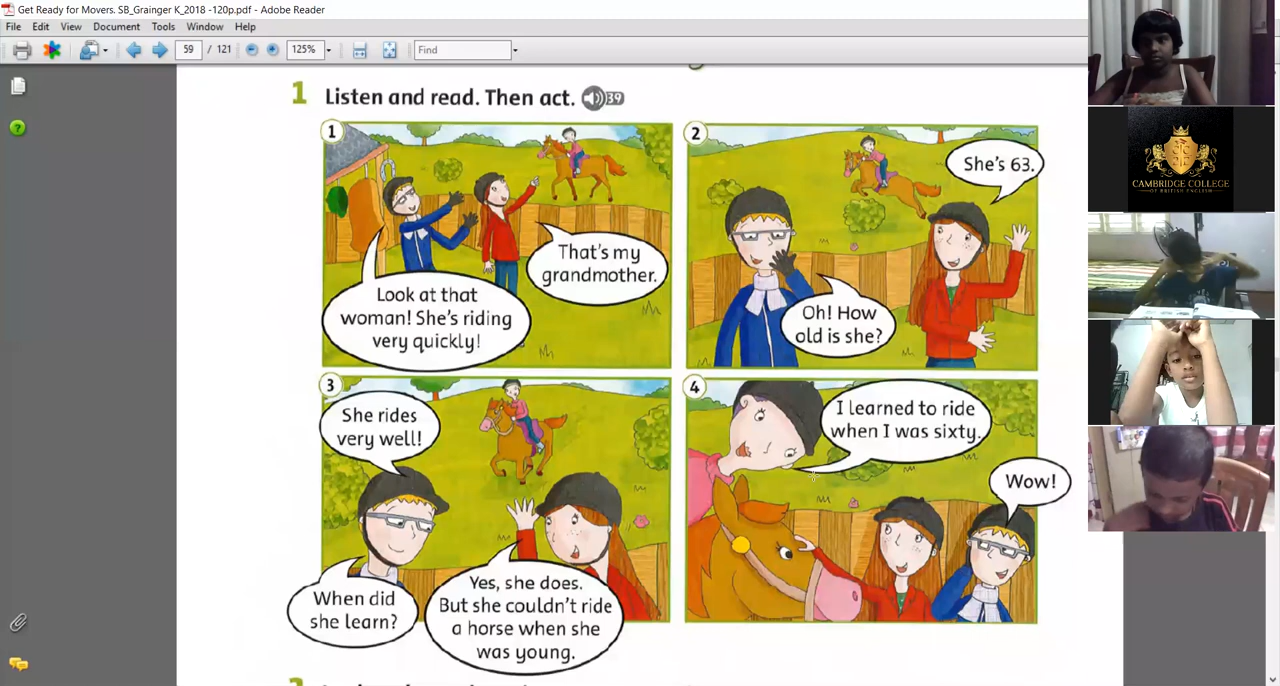 Get Ready for Movers. SB_Grainger K_2018 -120p.pdf - Adobe Reader
File Edit View Document Tools Window Help
59 / 121 125% Find
1 Listen and read. Then act. 39
1
Look at that
woman! She's riding
very quickly!
That's my
grandmother.
2
Oh! How
old is she?
She's 63.
3
She rides
very well!
When did
she learn?
Yes, she does.
But she couldn't ride
a horse when she
was young.
4
I learned to ride
when I was sixty.
Wow!
CAMBRIDGE COLLEGE
OF BRITISH ENGLISH